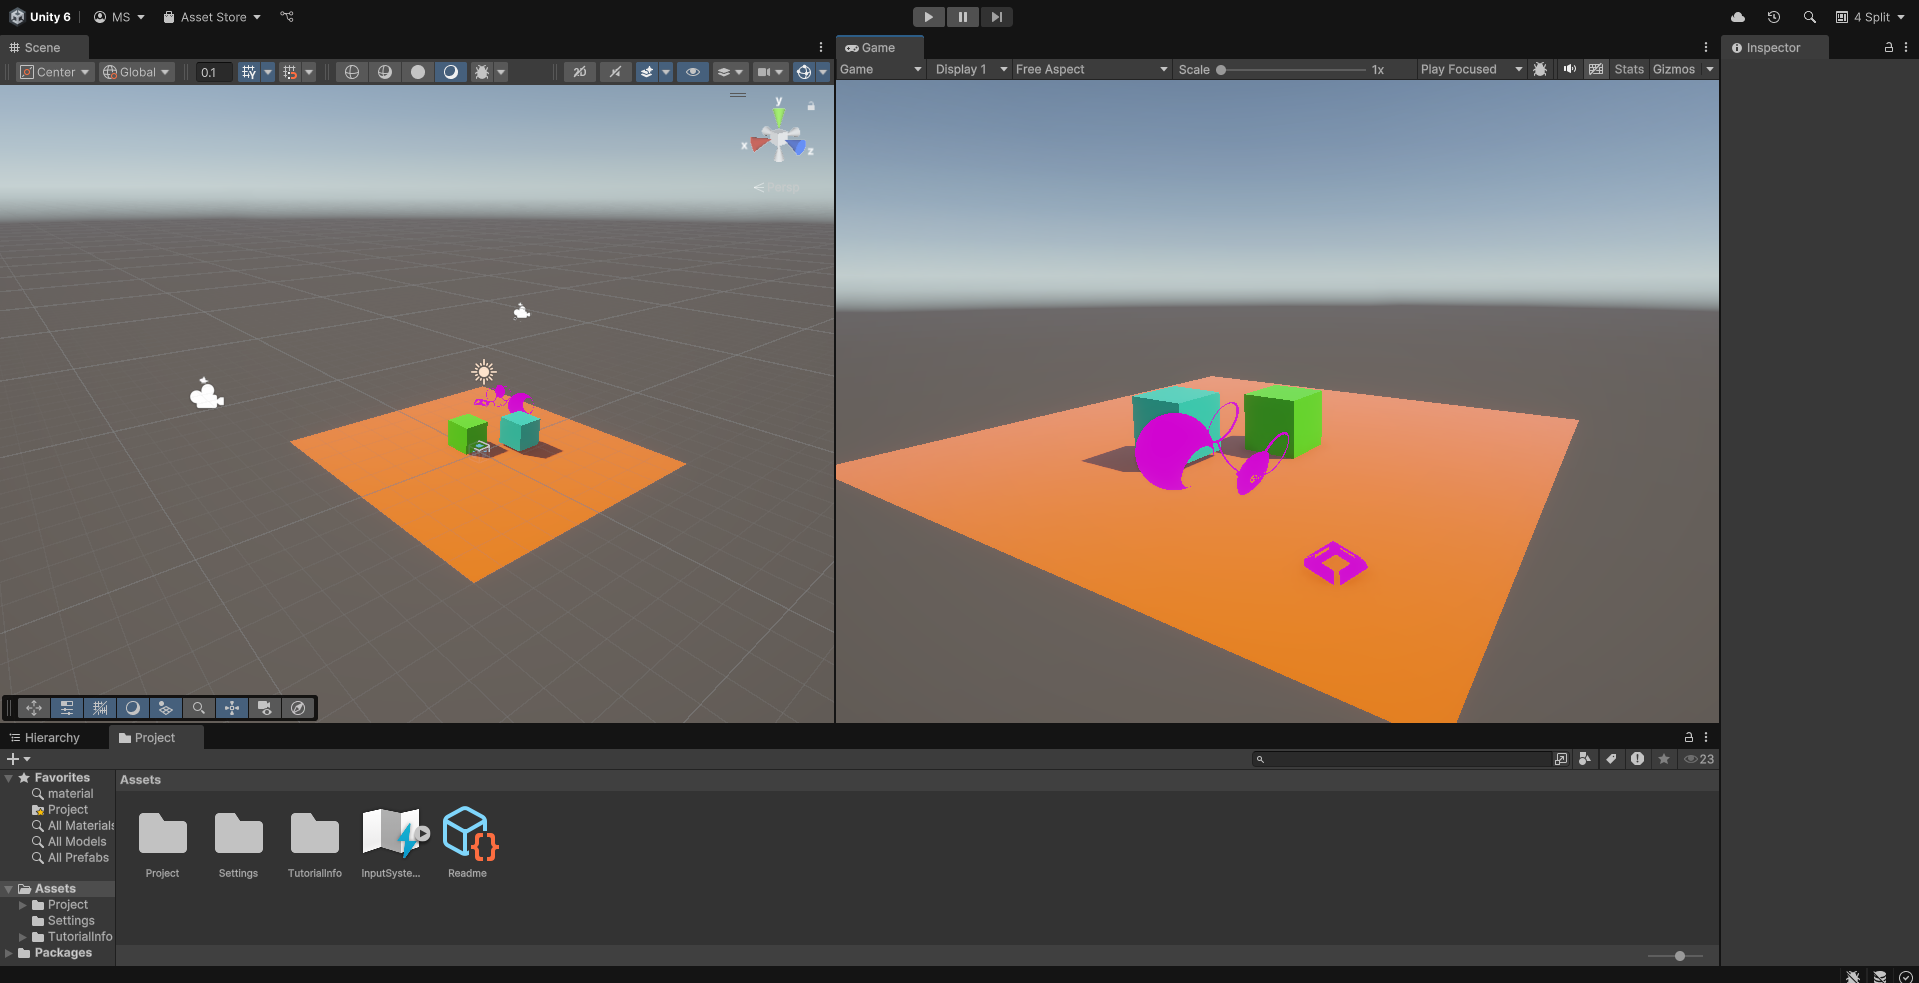 Unity 6 MS Asset Store 4 Split
Scene
Game
Inspector
Center Global 0.1 2D
Game Display 1 Free Aspect Scale 1x Play Focused Stats Gizmos
y
x
z
Persp
Hierarchy
Project
23
Favorites
material
Project
All Materials
All Models
All Prefabs
Assets
Project
Settings
TutorialInfo
Packages
Assets
Project
Settings
TutorialInfo
InputSyste...
Readme